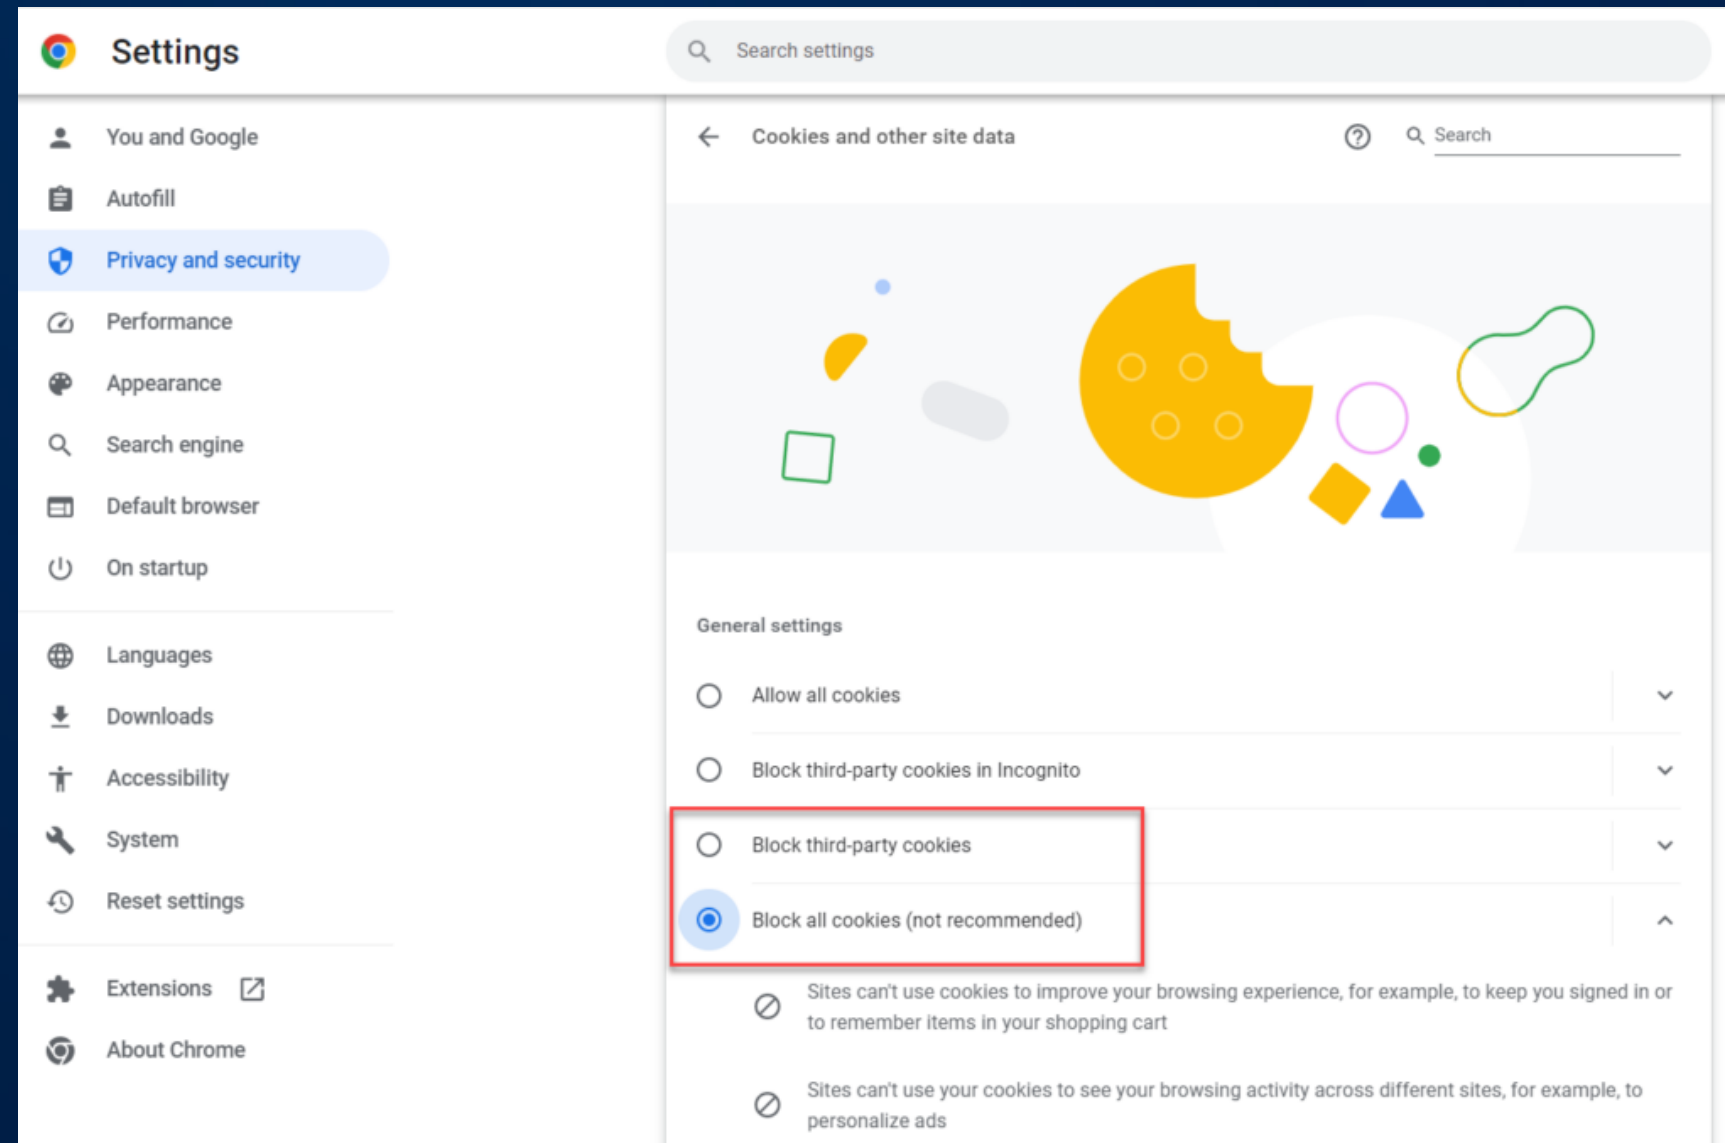 Settings
Search settings
You and Google
Autofill
Privacy and security
Performance
Appearance
Search engine
Default browser
On startup
Languages
Downloads
Accessibility
System
Reset settings
Extensions
About Chrome
Cookies and other site data
Search
General settings
Allow all cookies
Block third-party cookies in Incognito
Block third-party cookies
Block all cookies (not recommended)
Sites can't use cookies to improve your browsing experience, for example, to keep you signed in or
to remember items in your shopping cart
Sites can't use your cookies to see your browsing activity across different sites, for example, to
personalize ads